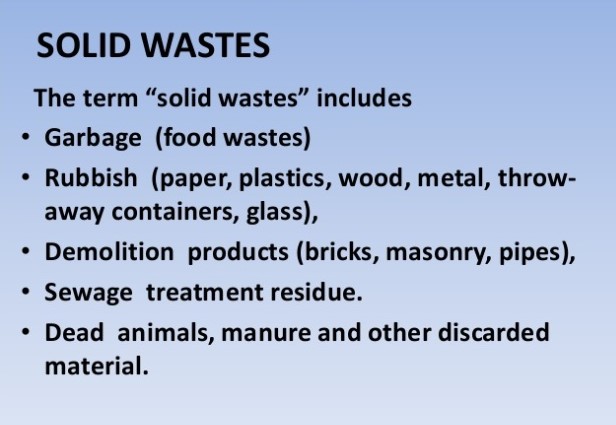 SOLID WASTES
The term “solid wastes” includes
• Garbage (food wastes)
• Rubbish (paper, plastics, wood, metal, throw-
away containers, glass),
• Demolition products (bricks, masonry, pipes),
• Sewage treatment residue.
• Dead animals, manure and other discarded
material.